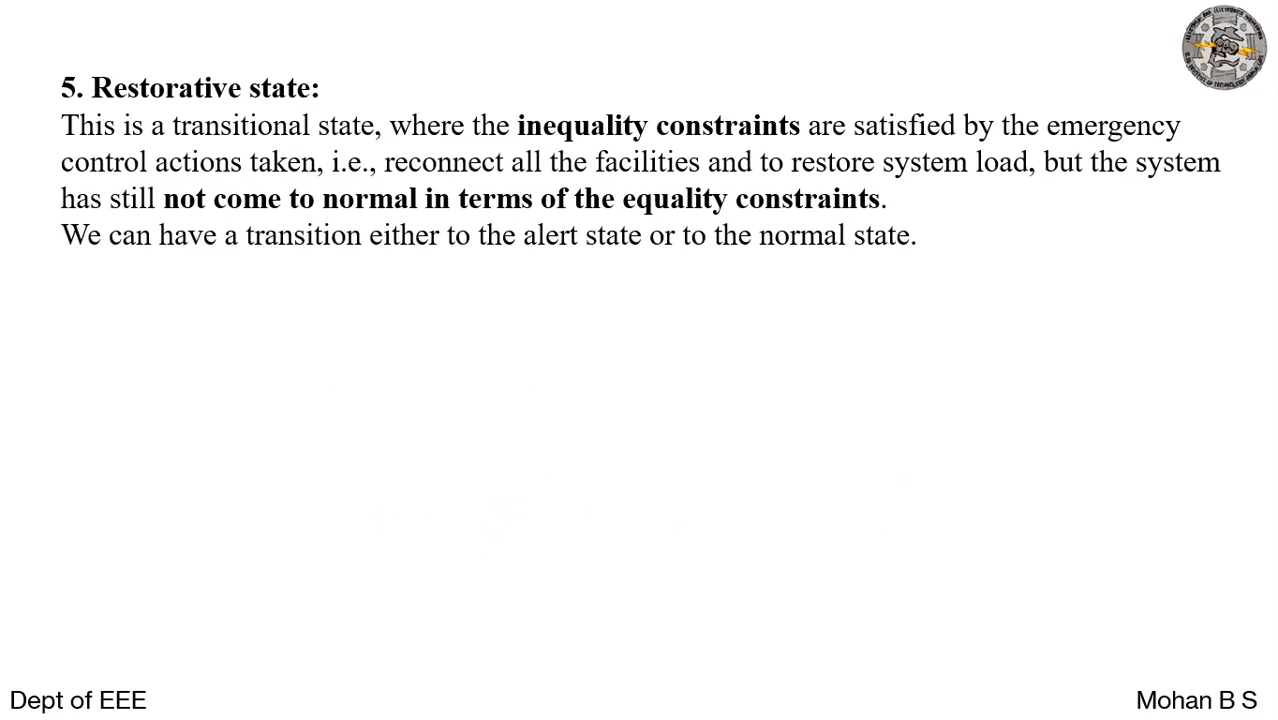 5. Restorative state:
This is a transitional state, where the inequality constraints are satisfied by the emergency
control actions taken, i.e., reconnect all the facilities and to restore system load, but the system
has still not come to normal in terms of the equality constraints.
We can have a transition either to the alert state or to the normal state.
Dept of EEE
Mohan B S